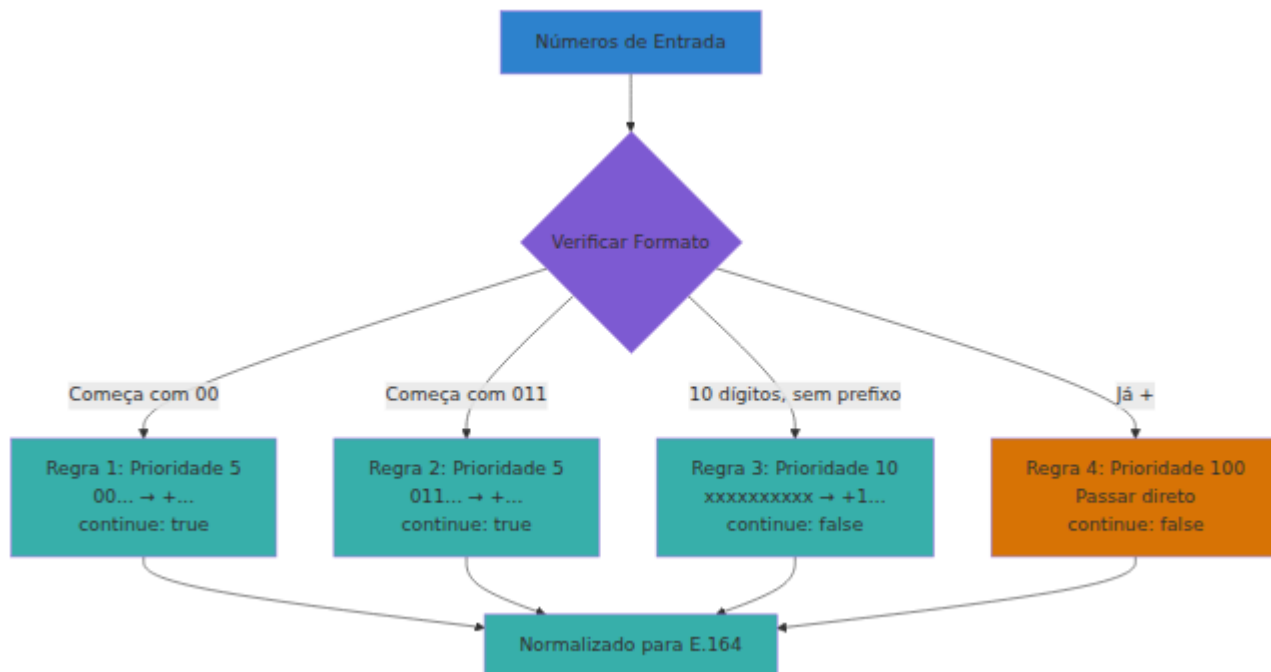 Números de Entrada
Verificar Formato
Começa com 00
Começa com 011
10 dígitos, sem prefixo
Já +
Regra 1: Prioridade 5
00... → +...
continue: true
Regra 2: Prioridade 5
011... → +...
continue: true
Regra 3: Prioridade 10
xxxxxxxxxx → +1...
continue: false
Regra 4: Prioridade 100
Passar direto
continue: false
Normalizado para E.164